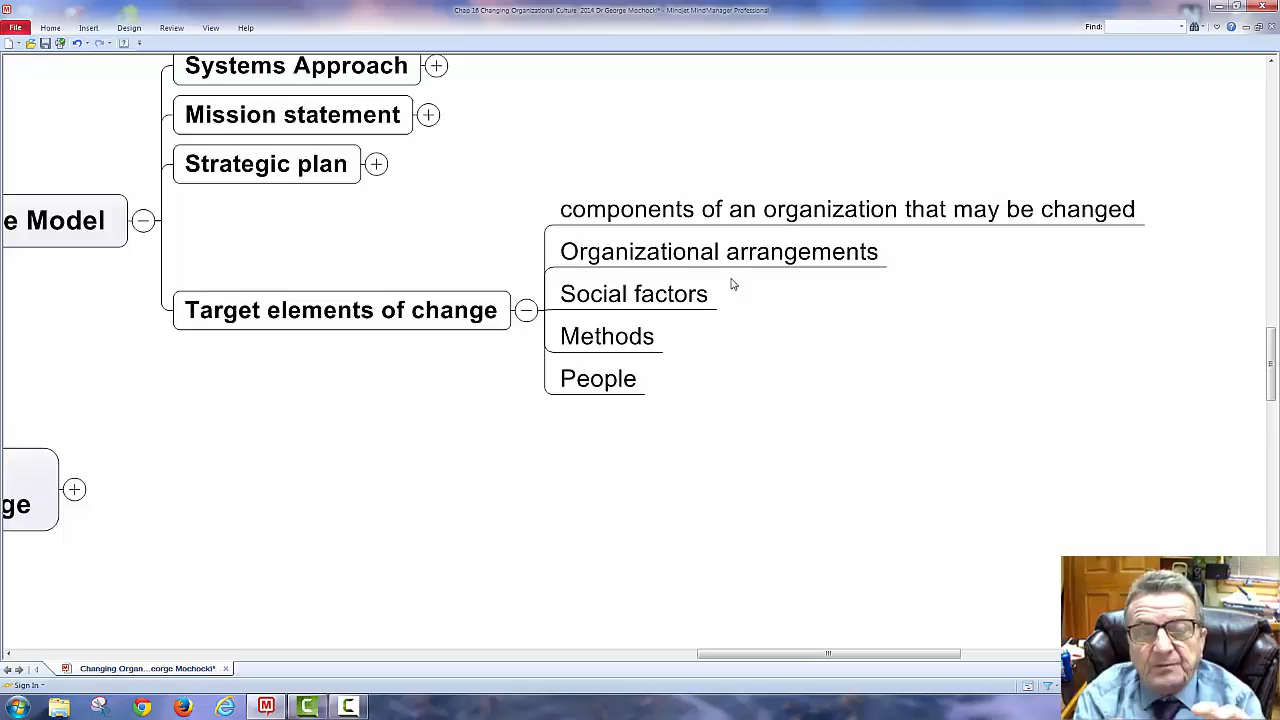 Chap 16 Changing Organizational Culture 2014 Dr George Mochocki* - Mindjet MindManager Professional
File Home Insert Design Review View Help Find:
Systems Approach
Mission statement
Strategic plan
components of an organization that may be changed
e Model
Organizational arrangements
Social factors
Target elements of change
Methods
People
ge
Changing Organ...eorge Mochocki*
Sign In